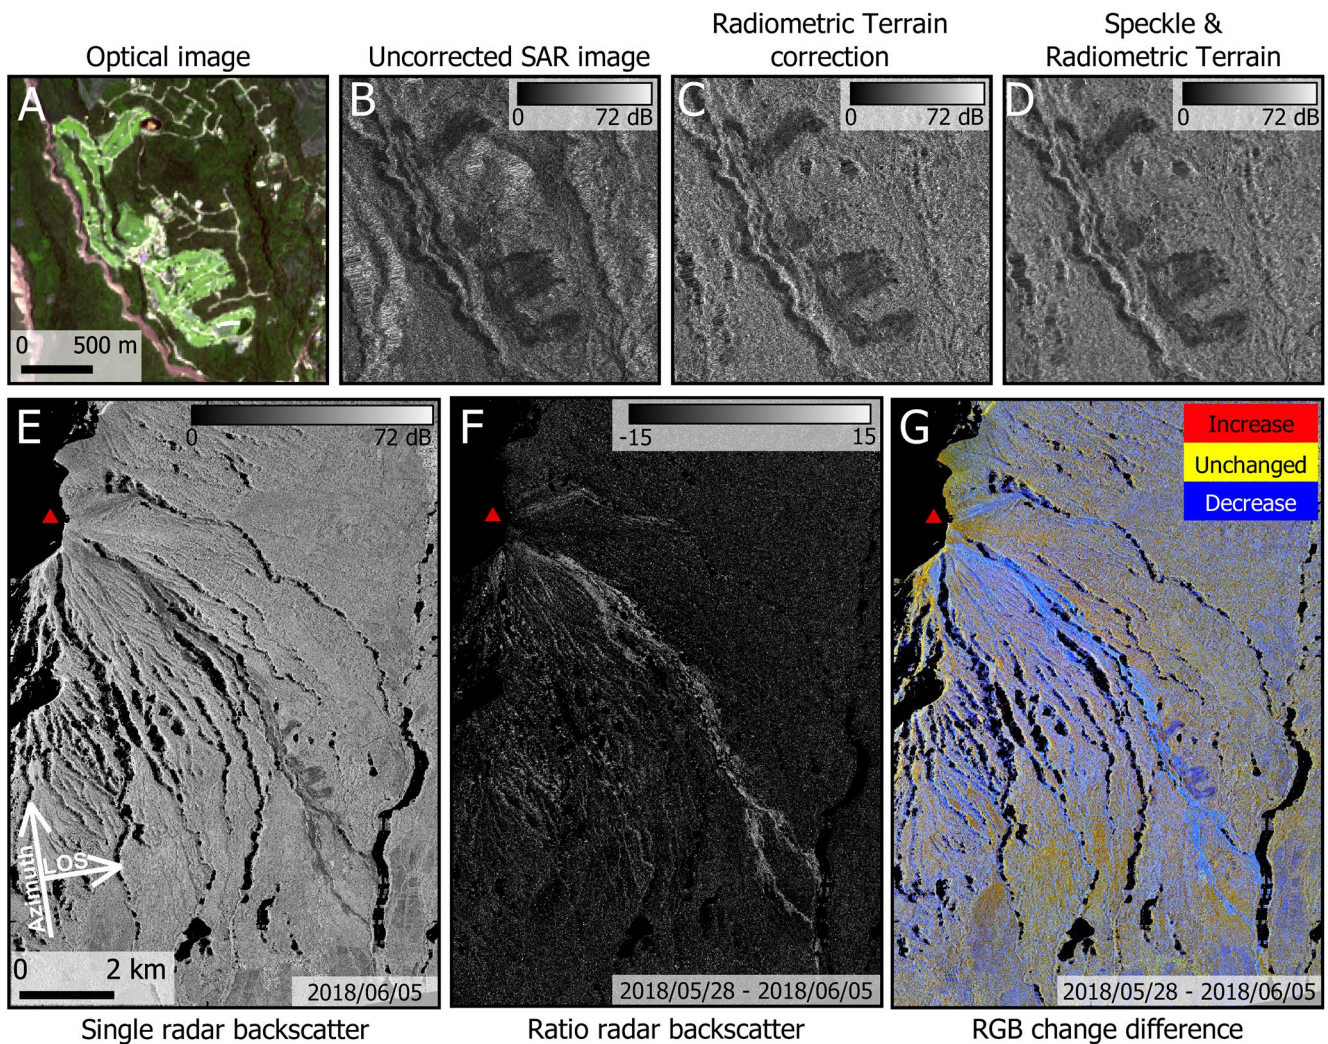 Optical image
Uncorrected SAR image
Radiometric Terrain
correction
Speckle &
Radiometric Terrain
A
0 500 m
B
0 72 dB
C
0 72 dB
D
0 72 dB
E
0 72 dB
Azimuth
LOS
0 2 km
2018/06/05
F
-15 15
2018/05/28 - 2018/06/05
G
Increase
Unchanged
Decrease
2018/05/28 - 2018/06/05
Single radar backscatter
Ratio radar backscatter
RGB change difference